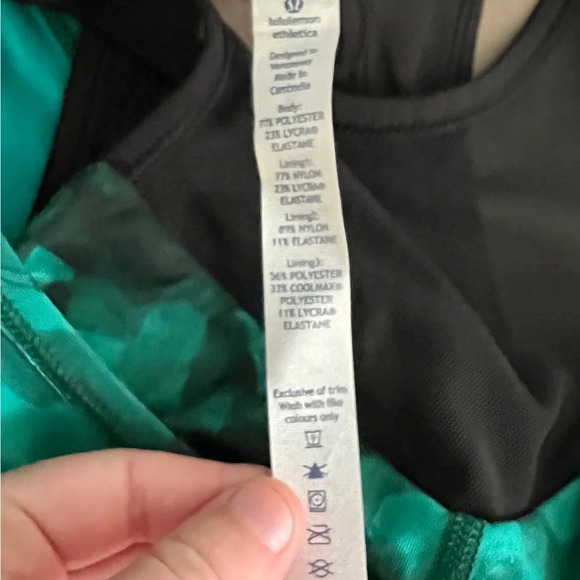 lululemon
athletica
Designed in
Vancouver
Made in
Cambodia
Body:
77% POLYESTER
23% LYCRA®
ELASTANE
Lining1:
77% NYLON
23% LYCRA®
ELASTANE
Lining2:
89% NYLON
11% ELASTANE
Lining3:
56% POLYESTER
33% COOLMAX®
POLYESTER
11% LYCRA®
ELASTANE
Exclusive of trim
Wash with like
colours only